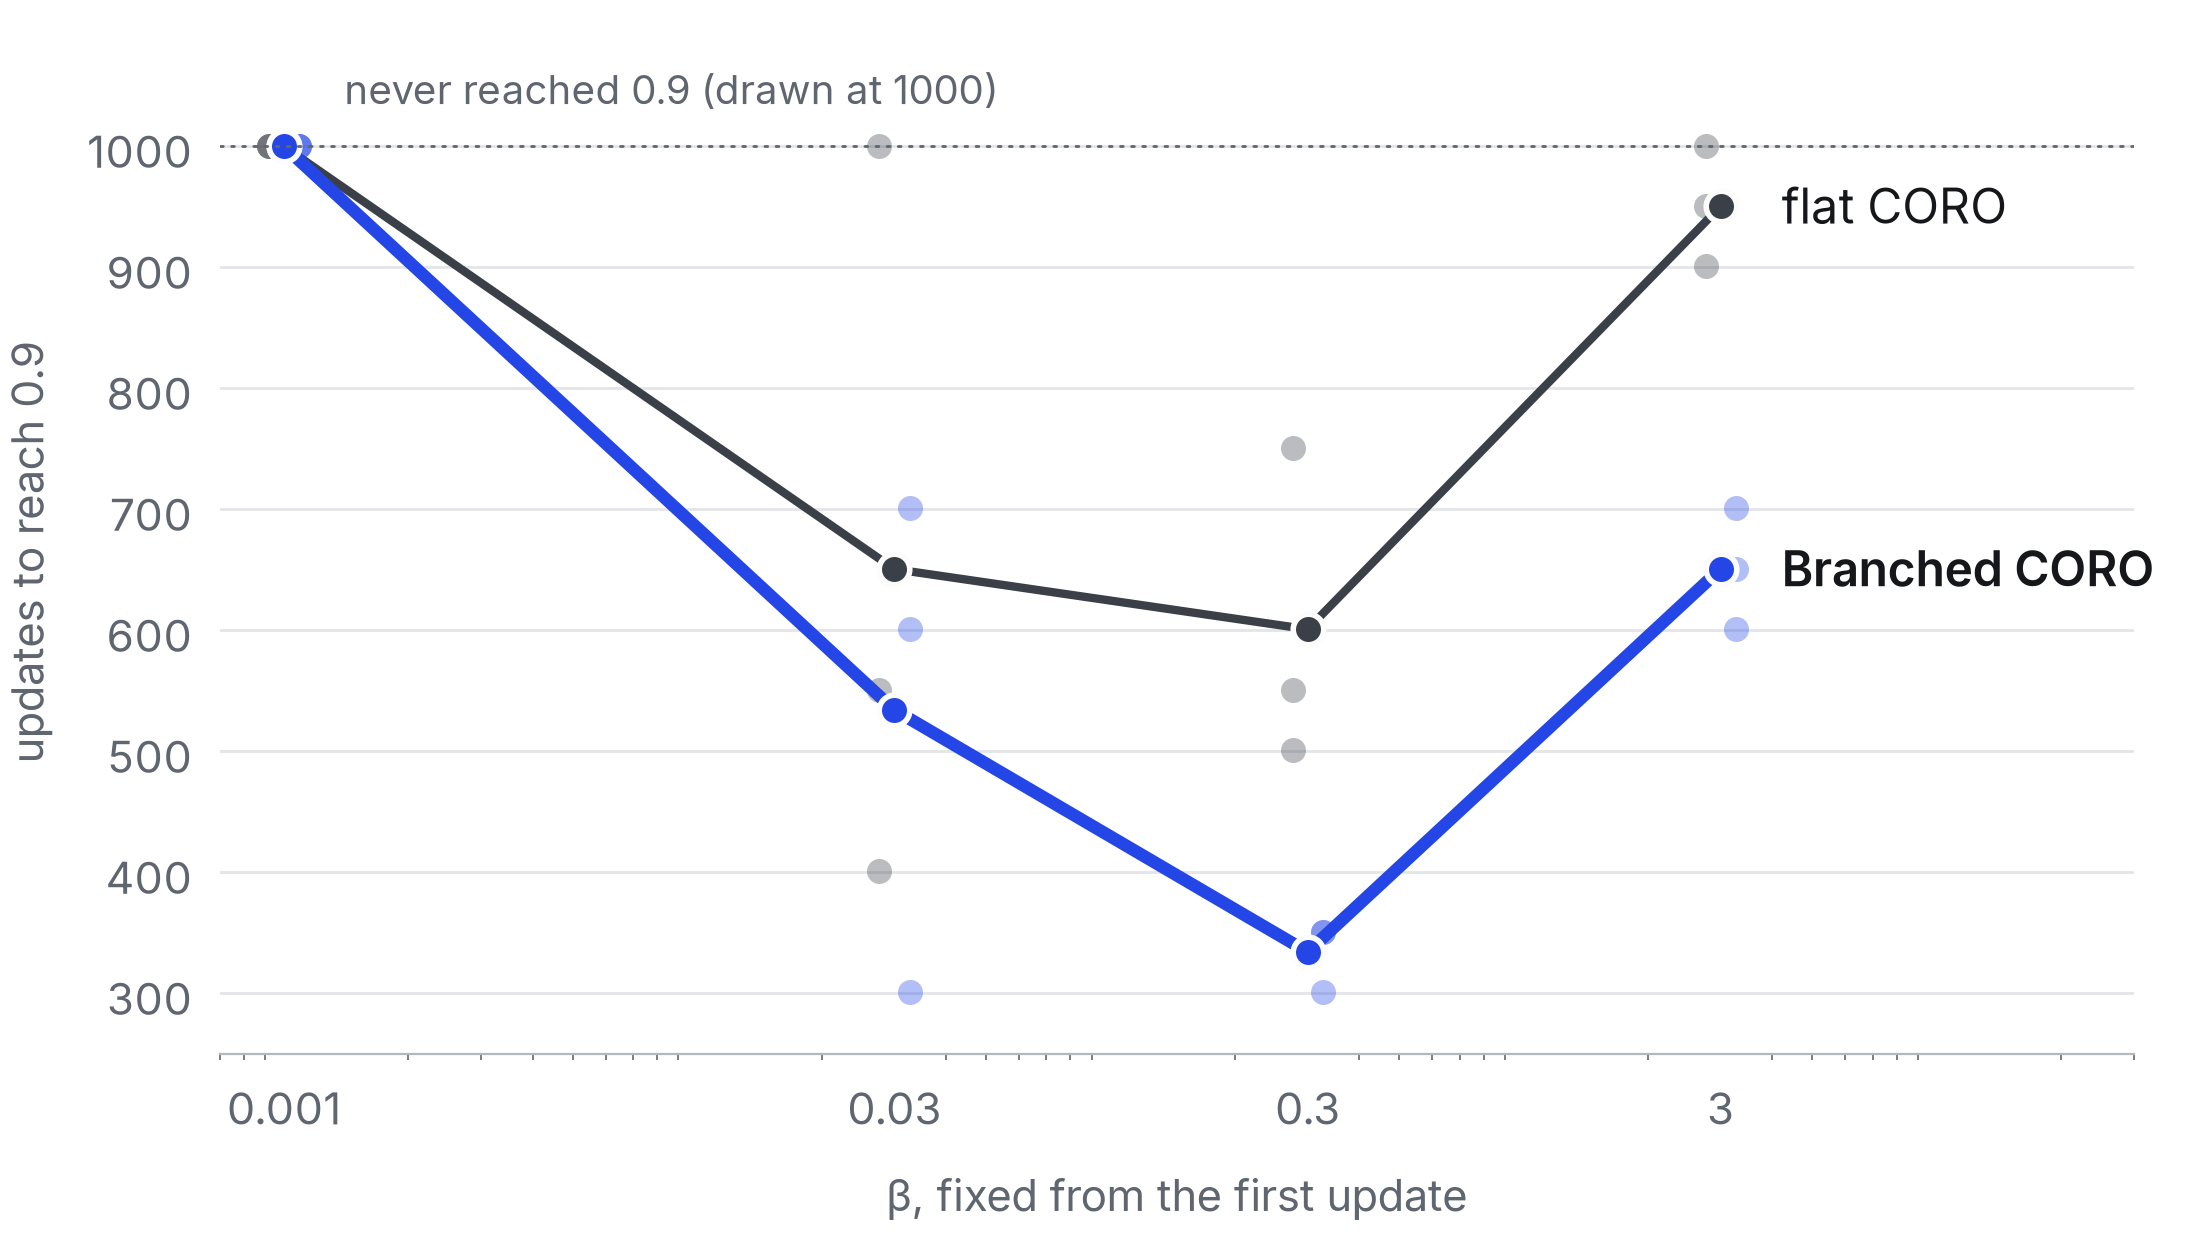 never reached 0.9 (drawn at 1000)
1000
flat CORO
900
800
700
Branched CORO
600
500
400
300
updates to reach 0.9
0.001
0.03
0.3
3
β, fixed from the first update